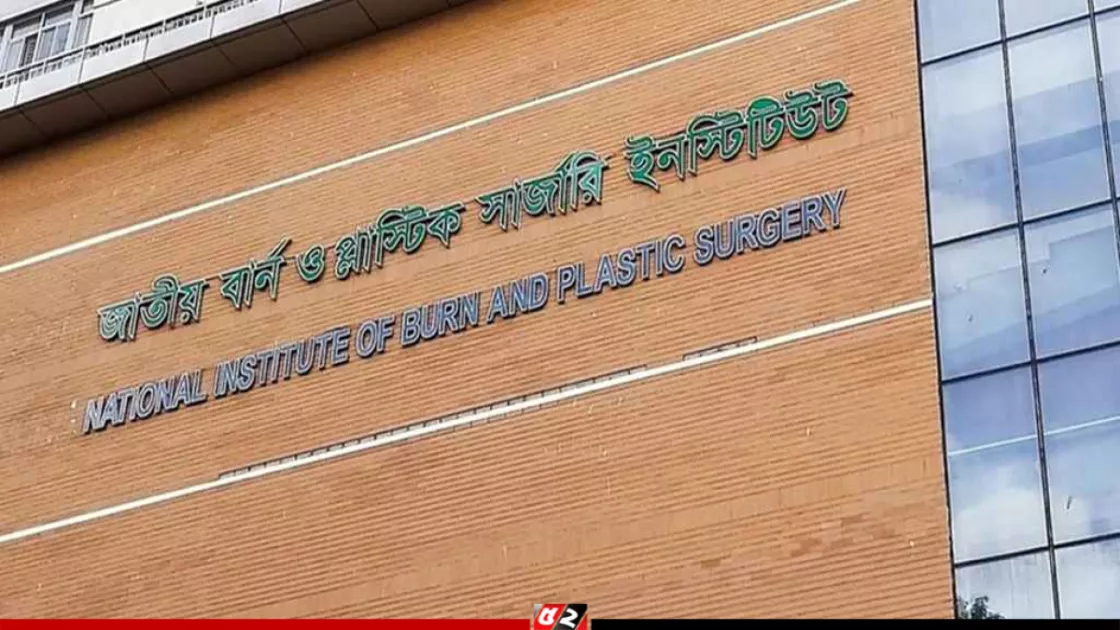 জাতীয় বার্ন ও প্লাস্টিক সার্জারি ইনস্টিটিউট
NATIONAL INSTITUTE OF BURN AND PLASTIC SURGERY